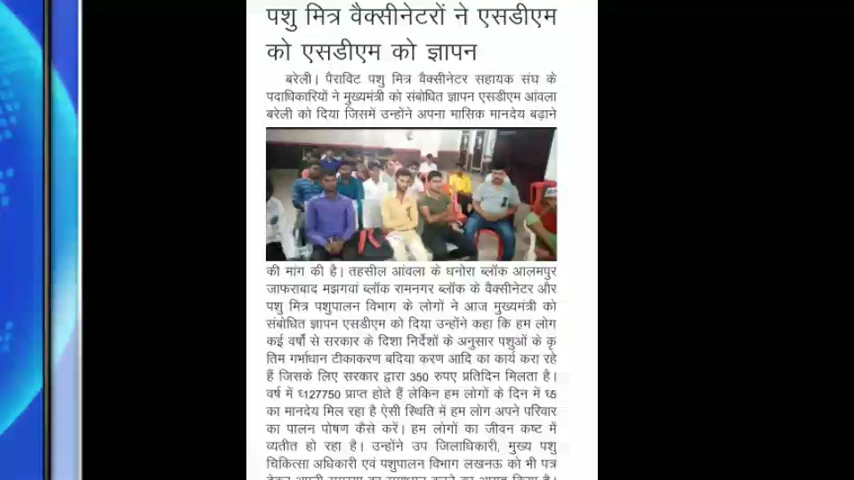 पशु मित्र वैक्सीनेटरों ने एसडीएम
को एसडीएम को ज्ञापन
बरेली। पैराविट पशु मित्र वैक्सीनेटर सहायक संघ के
पदाधिकारियों ने मुख्यमंत्री को संबोधित ज्ञापन एसडीएम आंवला
बरेली को दिया जिसमें उन्होंने अपना मासिक मानदेय बढ़ाने
की मांग की है। तहसील आंवला के धनोरा ब्लॉक आलमपुर
जाफराबाद मझगवां ब्लॉक रामनगर ब्लॉक के वैक्सीनेटर और
पशु मित्र पशुपालन विभाग के लोगों ने आज मुख्यमंत्री को
संबोधित ज्ञापन एसडीएम को दिया उन्होंने कहा कि हम लोग
कई वर्षों से सरकार के दिशा निर्देशों के अनुसार पशुओं के कृ
तिम गर्भाधान टीकाकरण बदिया करण आदि का कार्य करा रहे
हैं जिसके लिए सरकार द्वारा 350 रुपए प्रतिदिन मिलता है।
वर्ष में ६127750 प्राप्त होते हैं लेकिन हम लोगों के दिन में ६5
का मानदेय मिल रहा है ऐसी स्थिति में हम लोग अपने परिवार
का पालन पोषण कैसे करें। हम लोगों का जीवन कष्ट में
व्यतीत हो रहा है। उन्होंने उप जिलाधिकारी, मुख्य पशु
चिकित्सा अधिकारी एवं पशुपालन विभाग लखनऊ को भी पत्र